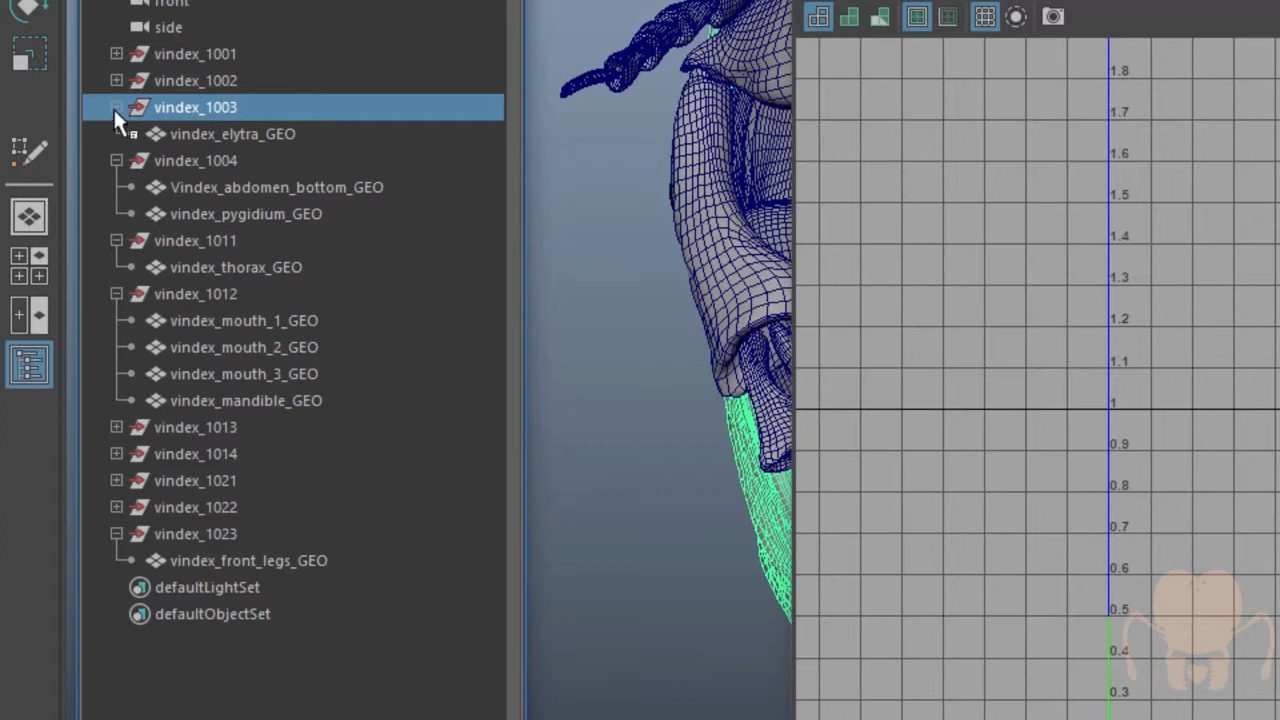 front
side
vindex_1001
vindex_1002
vindex_1003
vindex_elytra_GEO
vindex_1004
Vindex_abdomen_bottom_GEO
vindex_pygidium_GEO
vindex_1011
vindex_thorax_GEO
vindex_1012
vindex_mouth_1_GEO
vindex_mouth_2_GEO
vindex_mouth_3_GEO
vindex_mandible_GEO
vindex_1013
vindex_1014
vindex_1021
vindex_1022
vindex_1023
vindex_front_legs_GEO
defaultLightSet
defaultObjectSet
1.8
1.7
1.6
1.5
1.4
1.3
1.2
1.1
1
0.9
0.8
0.7
0.6
0.5
0.4
0.3